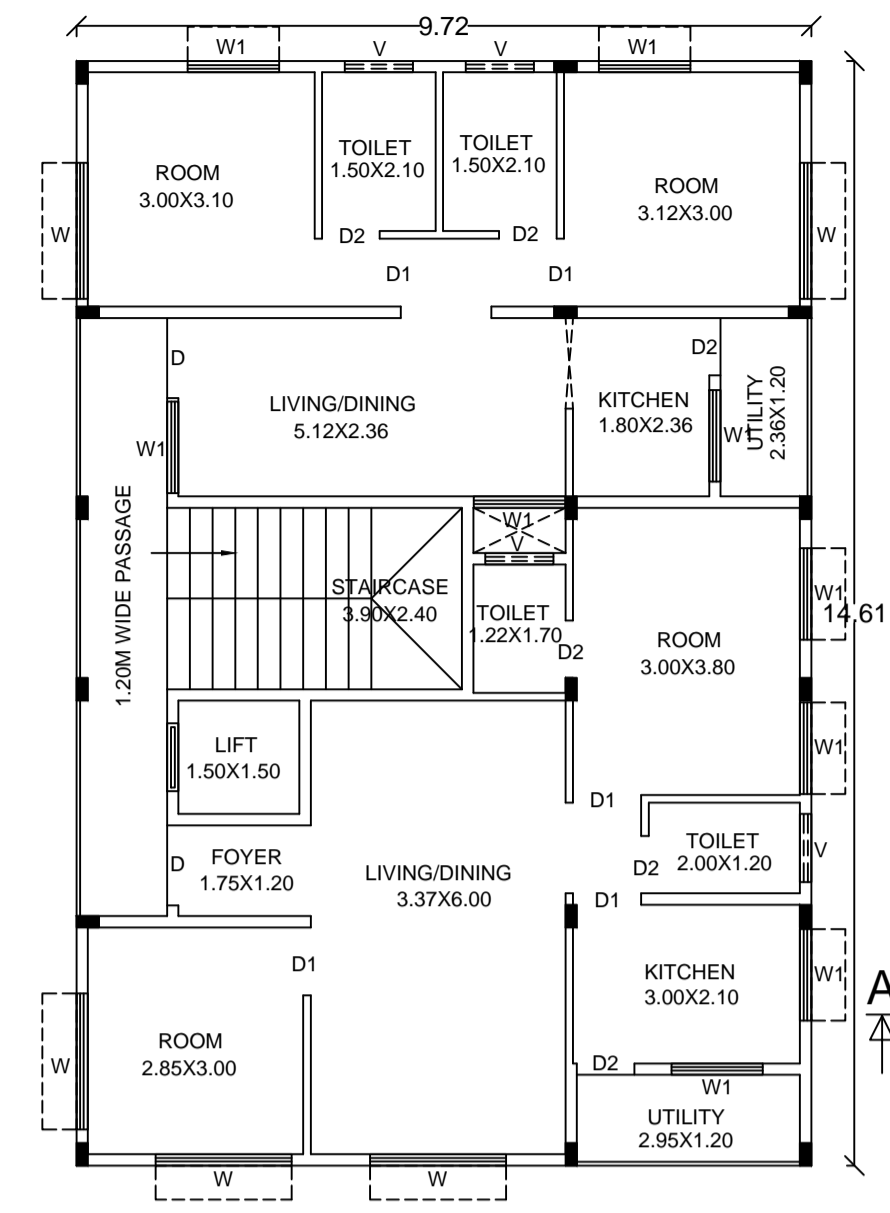 9.72
W1
V
V
W1
ROOM
3.00X3.10
TOILET
1.50X2.10
TOILET
1.50X2.10
ROOM
3.12X3.00
W
W
D2
D2
D1
D1
D
D2
LIVING/DINING
5.12X2.36
KITCHEN
1.80X2.36
UTILITY
2.36X1.20
W1
W1
1.20M WIDE PASSAGE
W1
V
STAIRCASE
3.90X2.40
TOILET
1.22X1.70
D2
ROOM
3.00X3.80
W1
14.61
LIFT
1.50X1.50
W1
D1
D
FOYER
1.75X1.20
LIVING/DINING
3.37X6.00
TOILET
2.00X1.20
V
D2
D1
D1
KITCHEN
3.00X2.10
W1
A
ROOM
2.85X3.00
W
D2
W1
UTILITY
2.95X1.20
W
W